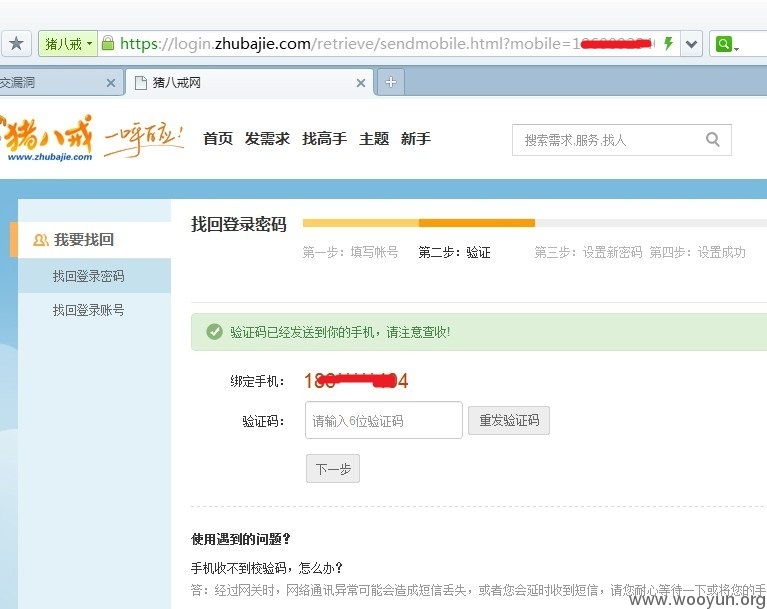 猪八戒
https://login.zhubajie.com/retrieve/sendmobile.html?mobile=1
交漏洞
猪八戒网
猪八戒 一呼百应!
www.zhubajie.com
首页 发需求 找高手 主题 新手
搜索需求,服务,找人
我要找回
找回登录密码
找回登录账号
找回登录密码
第一步：填写帐号 第二步：验证 第三步：设置新密码 第四步：设置成功
验证码已经发送到你的手机，请注意查收!
绑定手机：
验证码： 请输入6位验证码 重发验证码
下一步
使用遇到的问题？
手机收不到校验码，怎么办？
答：经过网关时，网络通讯异常可能会造成短信丢失，或者您会延时收到短信，请您耐心等待一下或将您的手
www.wooyun.org